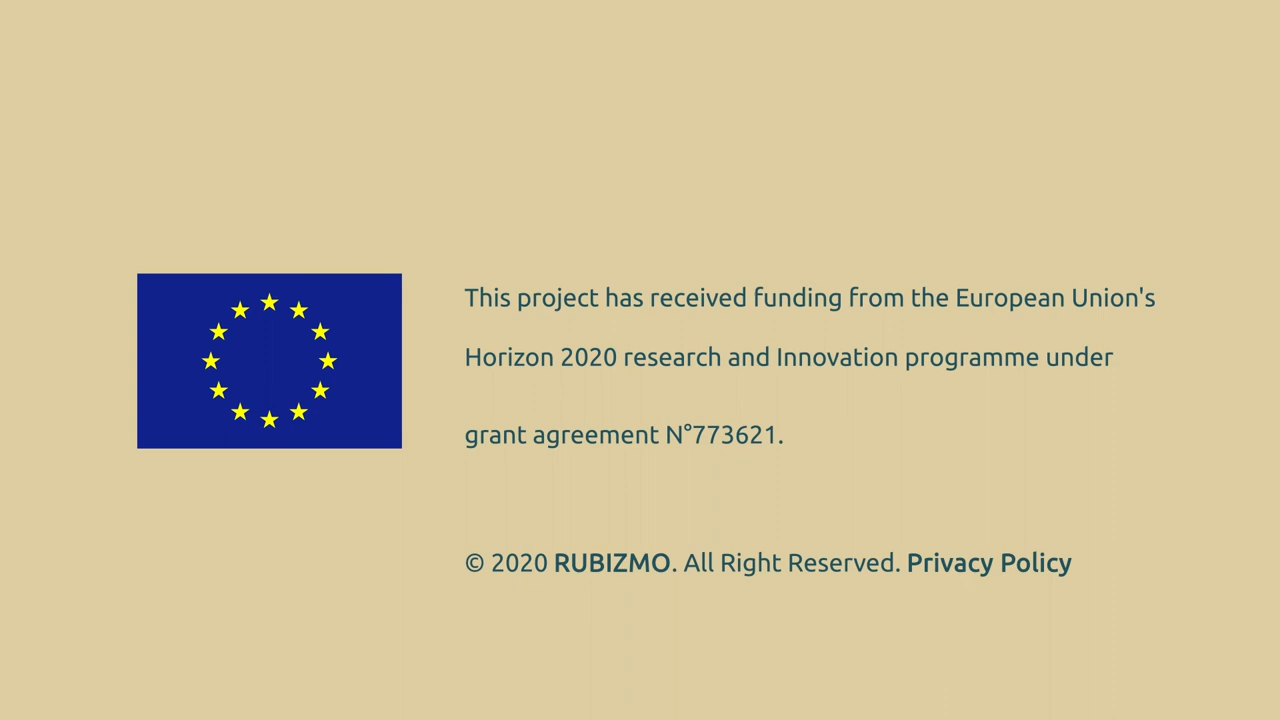 This project has received funding from the European Union's
Horizon 2020 research and Innovation programme under
grant agreement N°773621.
© 2020 RUBIZMO. All Right Reserved. Privacy Policy